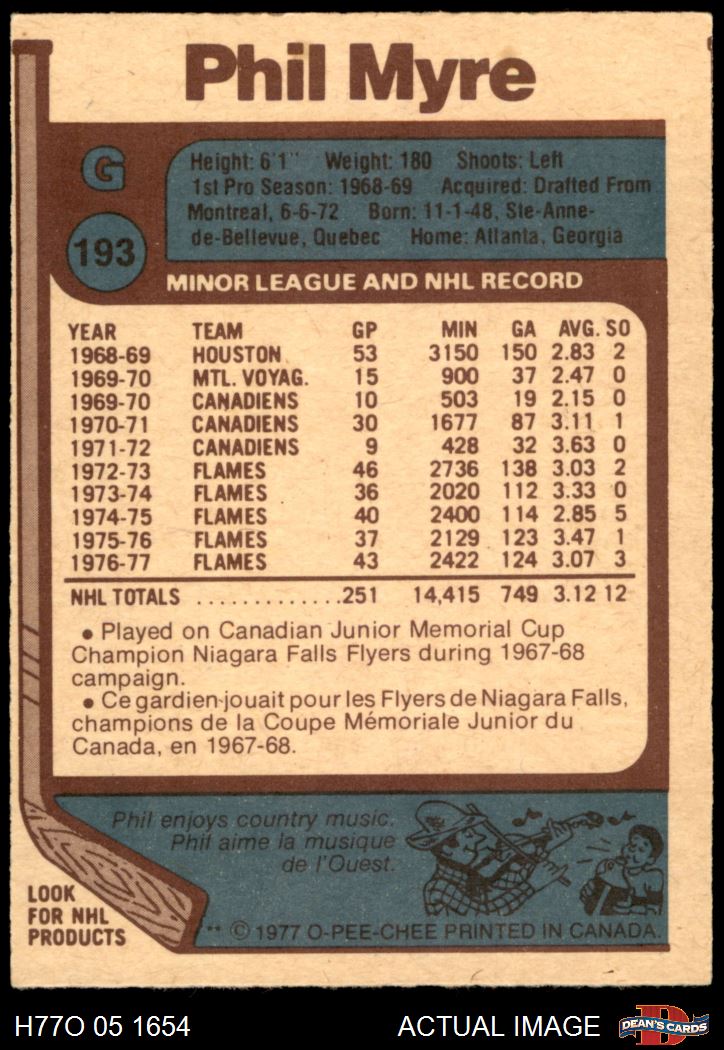 Phil Myre
G
193
Height: 6'1" Weight: 180 Shoots: Left
1st Pro Season: 1968-69 Acquired: Drafted From
Montreal, 6-6-72 Born: 11-1-48, Ste-Anne-
de-Bellevue, Quebec Home: Atlanta, Georgia
MINOR LEAGUE AND NHL RECORD
YEAR TEAM GP MIN GA AVG. SO
1968-69 HOUSTON 53 3150 150 2.83 2
1969-70 MTL. VOYAG. 15 900 37 2.47 0
1969-70 CANADIENS 10 503 19 2.15 0
1970-71 CANADIENS 30 1677 87 3.11 1
1971-72 CANADIENS 9 428 32 3.63 0
1972-73 FLAMES 46 2736 138 3.03 2
1973-74 FLAMES 36 2020 112 3.33 0
1974-75 FLAMES 40 2400 114 2.85 5
1975-76 FLAMES 37 2129 123 3.47 1
1976-77 FLAMES 43 2422 124 3.07 3
NHL TOTALS .............251 14,415 749 3.12 12
● Played on Canadian Junior Memorial Cup
Champion Niagara Falls Flyers during 1967-68
campaign.
● Ce gardien jouait pour les Flyers de Niagara Falls,
champions de la Coupe Mémoriale Junior du
Canada, en 1967-68.
Phil enjoys country music.
Phil aime la musique
de l'Ouest.
LOOK
FOR NHL
PRODUCTS
** © 1977 O-PEE-CHEE PRINTED IN CANADA.
H77O 05 1654 ACTUAL IMAGE
D
DEAN'S CARDS